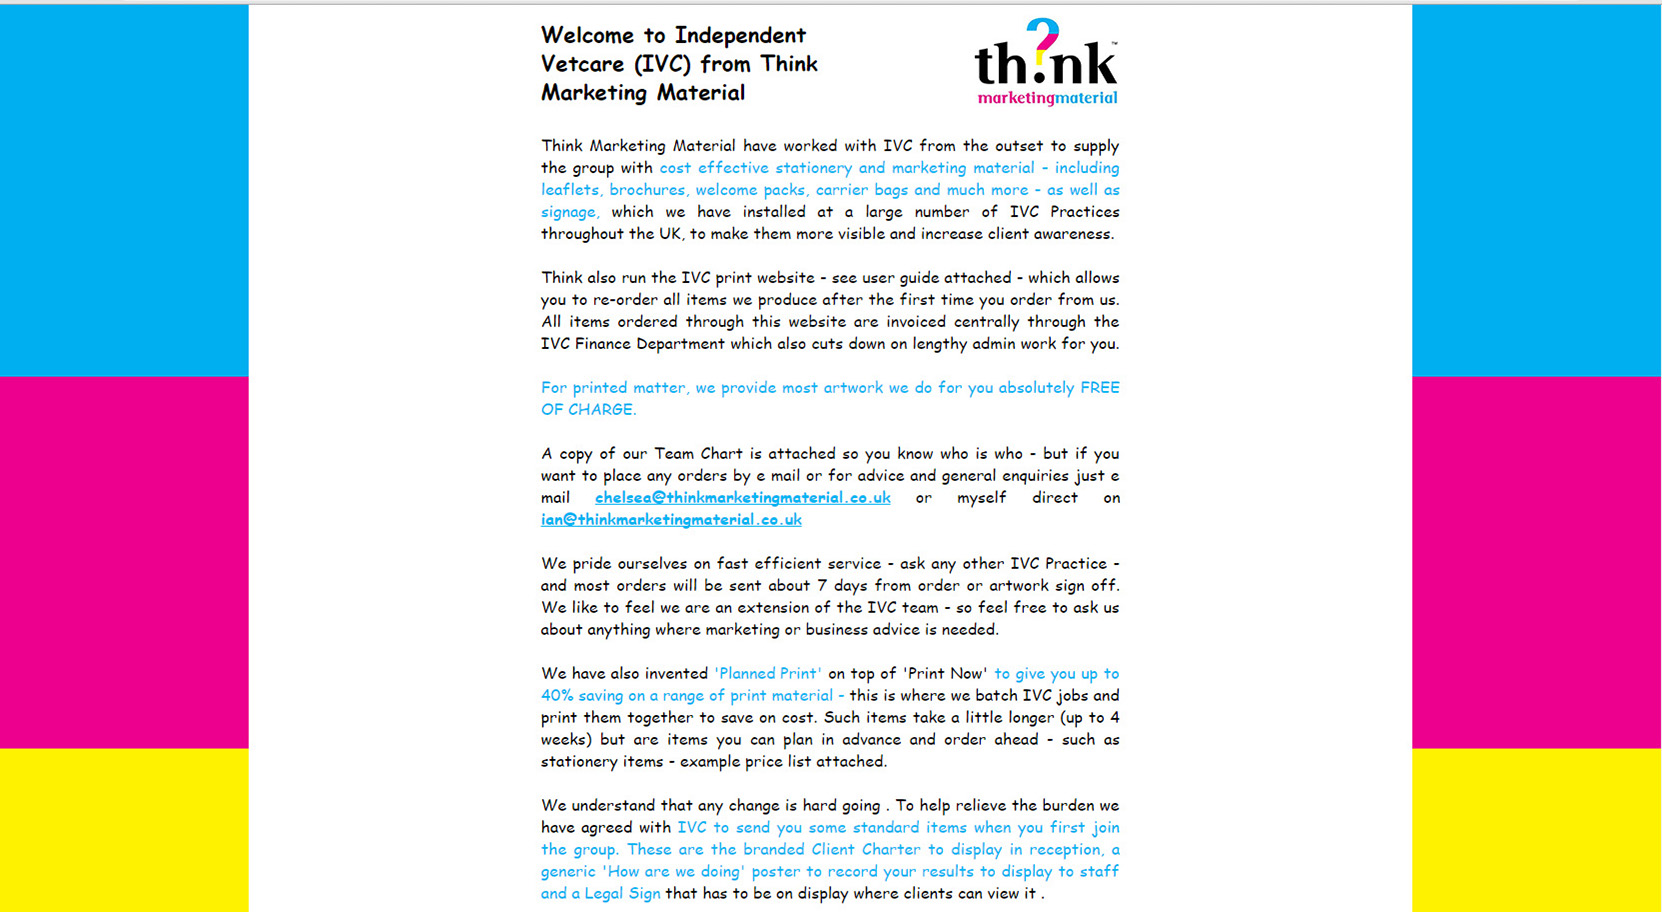 Welcome to Independent
Vetcare (IVC) from Think
Marketing Material
th?nk™
marketingmaterial
Think Marketing Material have worked with IVC from the outset to supply
the group with cost effective stationery and marketing material - including
leaflets, brochures, welcome packs, carrier bags and much more - as well as
signage, which we have installed at a large number of IVC Practices
throughout the UK, to make them more visible and increase client awareness.
Think also run the IVC print website - see user guide attached - which allows
you to re-order all items we produce after the first time you order from us.
All items ordered through this website are invoiced centrally through the
IVC Finance Department which also cuts down on lengthy admin work for you.
For printed matter, we provide most artwork we do for you absolutely FREE
OF CHARGE.
A copy of our Team Chart is attached so you know who is who - but if you
want to place any orders by e mail or for advice and general enquiries just e
mail chelsea@thinkmarketingmaterial.co.uk or myself direct on
ian@thinkmarketingmaterial.co.uk
We pride ourselves on fast efficient service - ask any other IVC Practice -
and most orders will be sent about 7 days from order or artwork sign off.
We like to feel we are an extension of the IVC team - so feel free to ask us
about anything where marketing or business advice is needed.
We have also invented 'Planned Print' on top of 'Print Now' to give you up to
40% saving on a range of print material - this is where we batch IVC jobs and
print them together to save on cost. Such items take a little longer (up to 4
weeks) but are items you can plan in advance and order ahead - such as
stationery items - example price list attached.
We understand that any change is hard going . To help relieve the burden we
have agreed with IVC to send you some standard items when you first join
the group. These are the branded Client Charter to display in reception, a
generic 'How are we doing' poster to record your results to display to staff
and a Legal Sign that has to be on display where clients can view it .